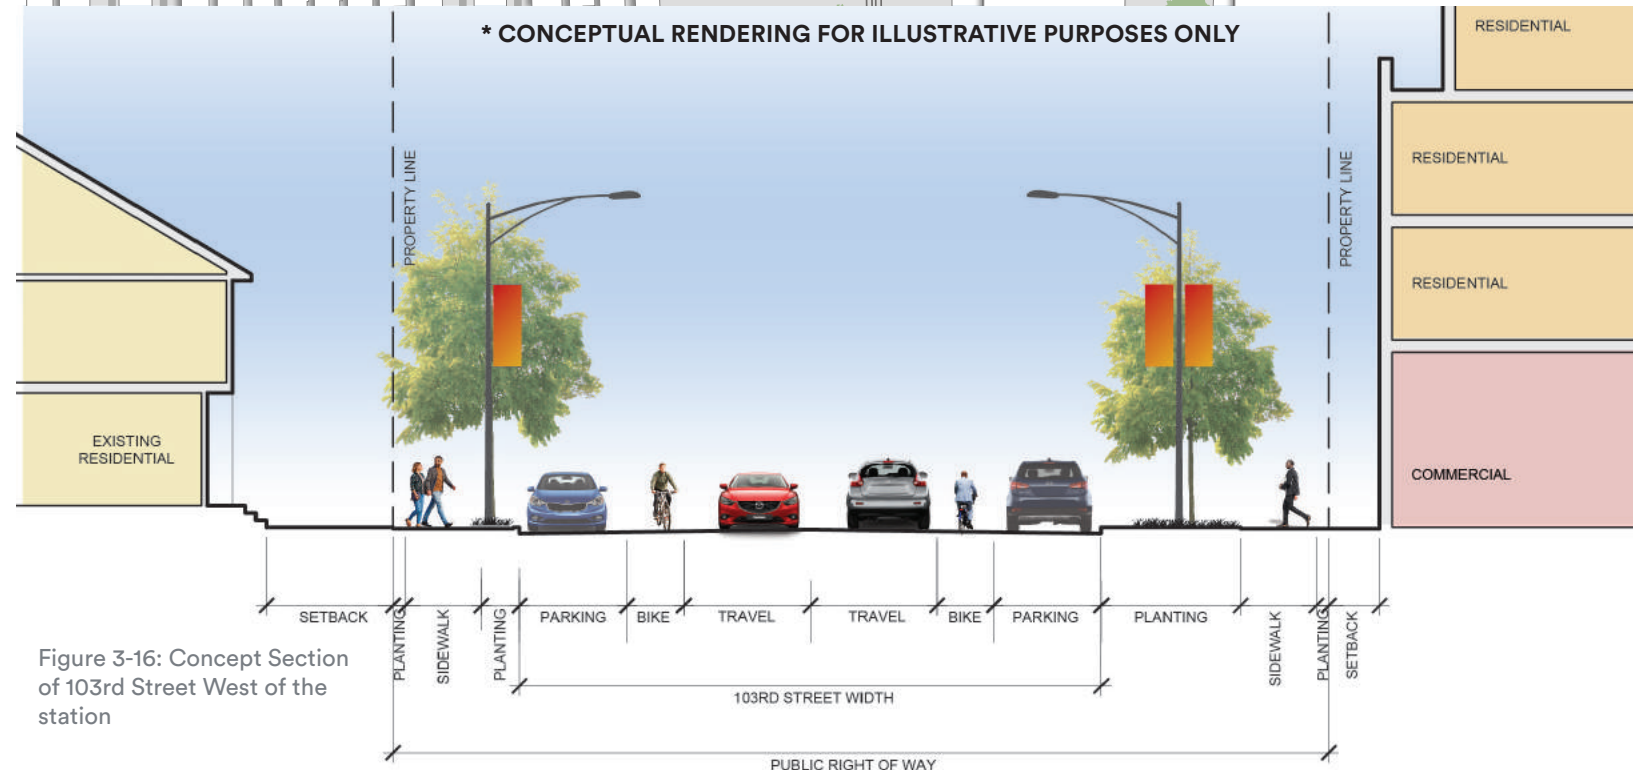 * CONCEPTUAL RENDERING FOR ILLUSTRATIVE PURPOSES ONLY
RESIDENTIAL
PROPERTY LINE
PROPERTY LINE
RESIDENTIAL
RESIDENTIAL
EXISTING
RESIDENTIAL
COMMERCIAL
SETBACK
PLANTING
SIDEWALK
PLANTING
PARKING
BIKE
TRAVEL
TRAVEL
BIKE
PARKING
PLANTING
SIDEWALK
PLANTING
SETBACK
103RD STREET WIDTH
PUBLIC RIGHT OF WAY
Figure 3-16: Concept Section
of 103rd Street West of the
station